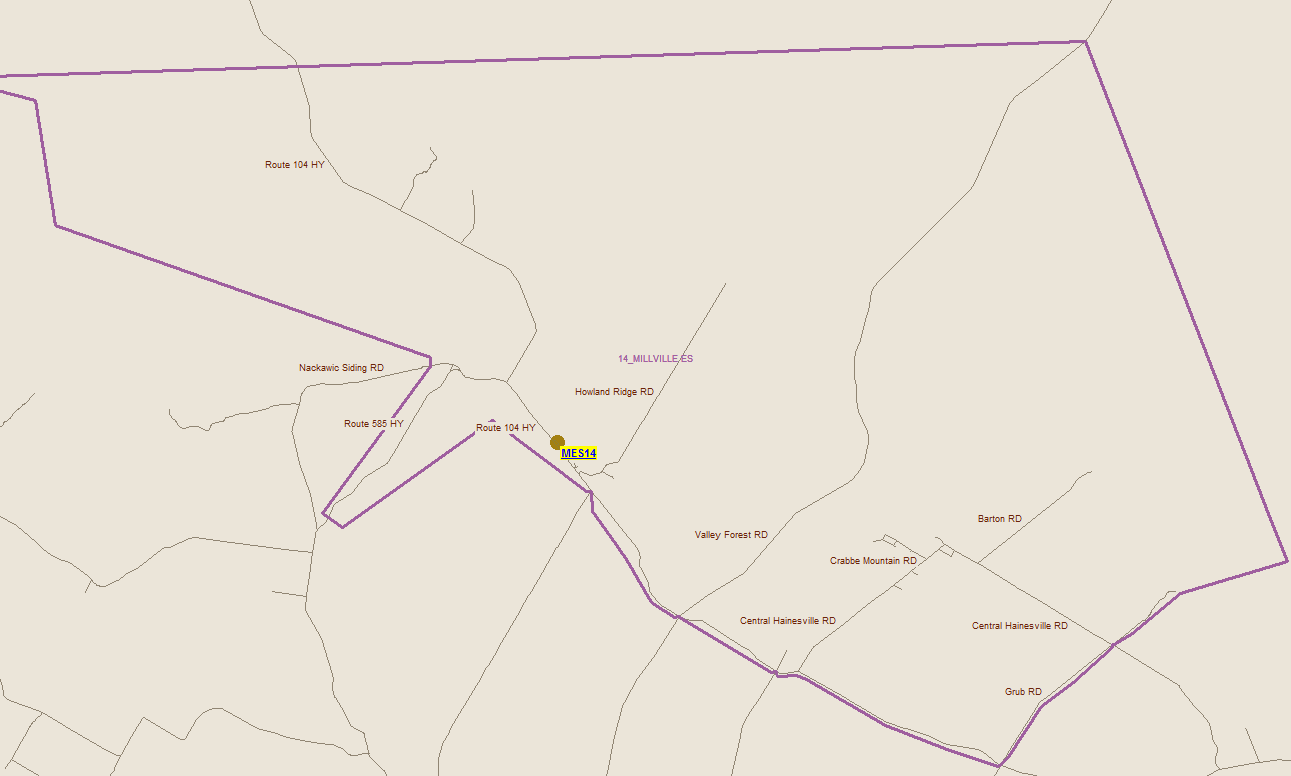 Route 104 HY
14_MILLVILLE ES
Nackawic Siding RD
Howland Ridge RD
Route 585 HY
Route 104 HY
MES14
Barton RD
Valley Forest RD
Crabbe Mountain RD
Central Hainesville RD
Central Hainesville RD
Grub RD